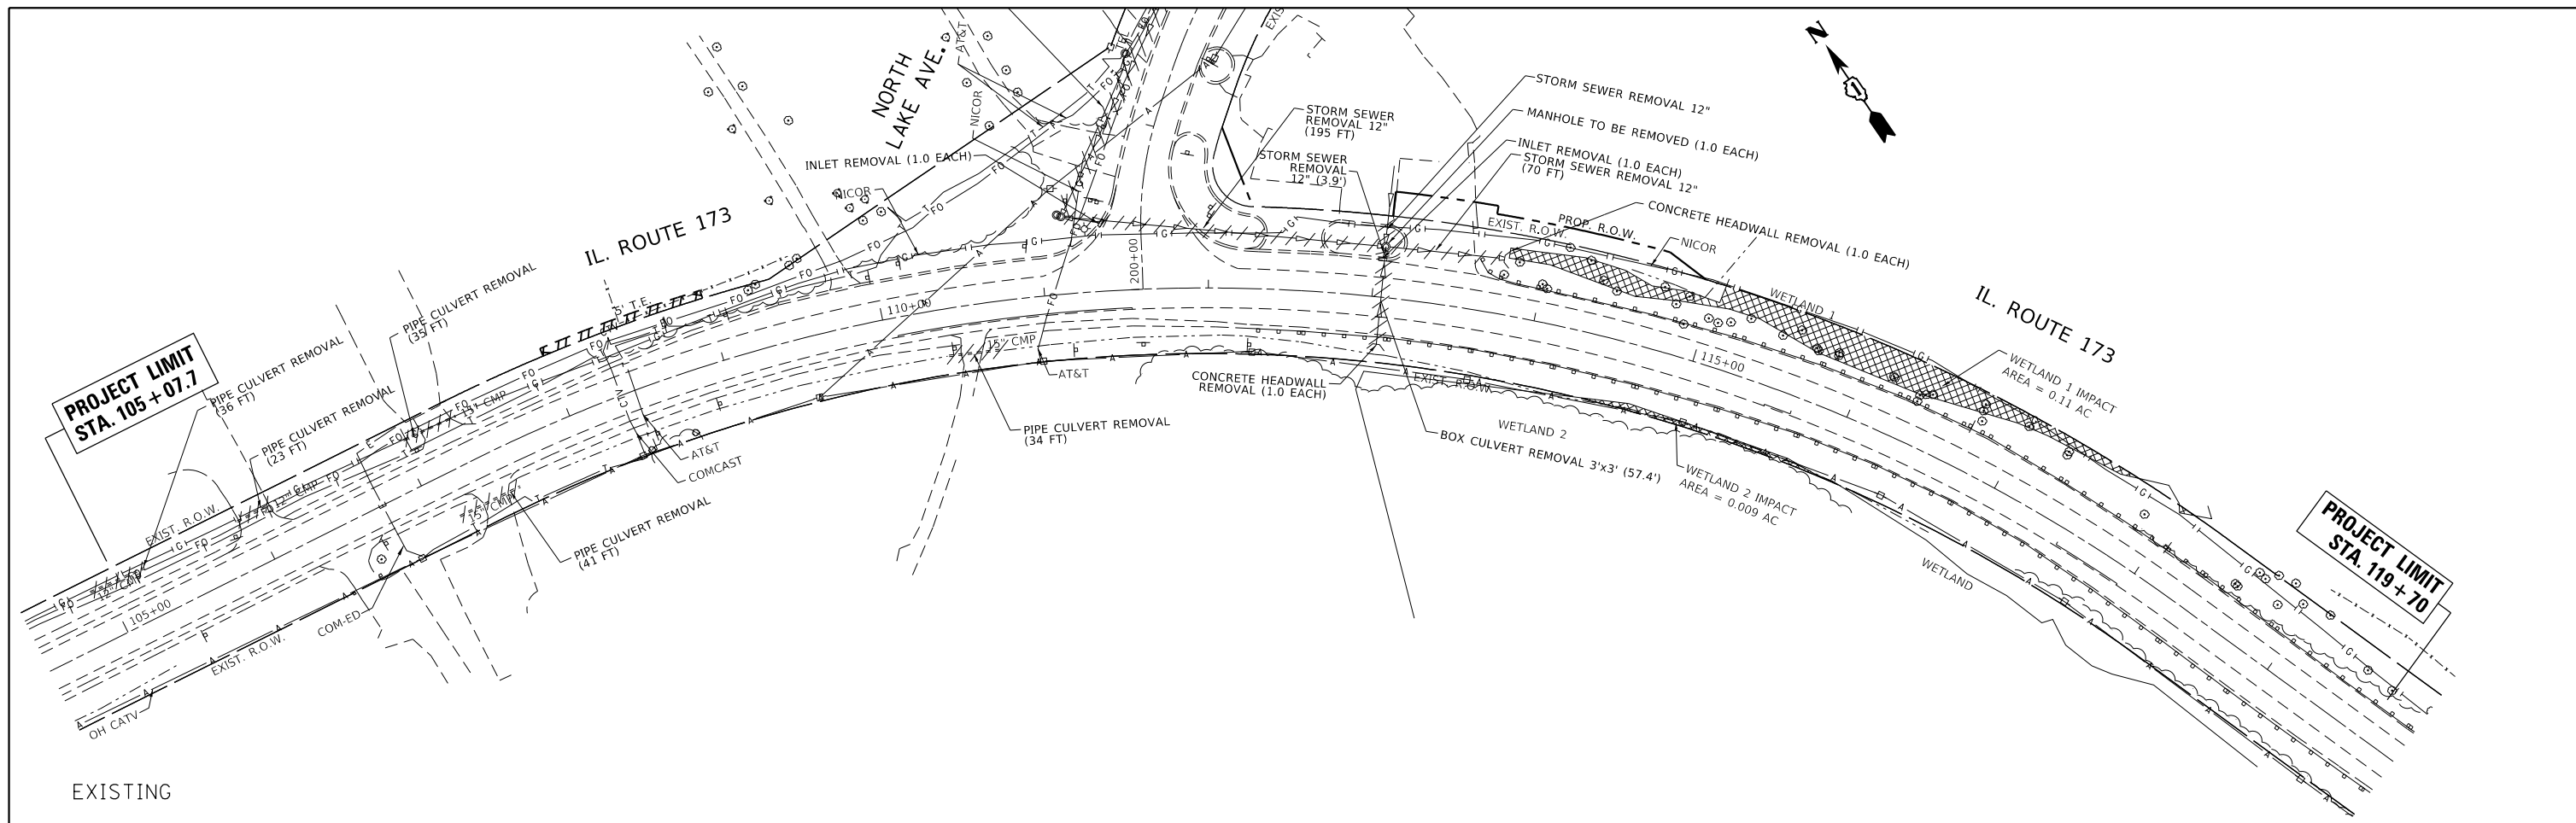 N
NORTH
LAKE AVE.
AT&T
NICOR
INLET REMOVAL (1.0 EACH)
NICOR
IL. ROUTE 173
STORM SEWER
REMOVAL 12"
(195 FT)
STORM SEWER
REMOVAL
12" (3.9')
STORM SEWER REMOVAL 12"
MANHOLE TO BE REMOVED (1.0 EACH)
INLET REMOVAL (1.0 EACH)
STORM SEWER REMOVAL 12"
(70 FT)
CONCRETE HEADWALL REMOVAL (1.0 EACH)
EXIST. R.O.W.
PROP. R.O.W.
NICOR
WETLAND 1
IL. ROUTE 173
WETLAND 1 IMPACT
AREA = 0.11 AC
200+00
110+00
115+00
105+00
5' T.E.
PIPE CULVERT REMOVAL
(35 FT)
PIPE CULVERT REMOVAL
(36 FT)
PIPE CULVERT REMOVAL
(23 FT)
PROJECT LIMIT
STA. 105+07.7
EXIST. R.O.W.
12" CMP
12" CMP
15" CMP
15" CMP
AT&T
COMCAST
PIPE CULVERT REMOVAL
(41 FT)
AT&T
PIPE CULVERT REMOVAL
(34 FT)
CONCRETE HEADWALL
REMOVAL (1.0 EACH)
EXIST. R.O.W.
WETLAND 2
BOX CULVERT REMOVAL 3'x3' (57.4')
WETLAND 2 IMPACT
AREA = 0.009 AC
WETLAND
PROJECT LIMIT
STA. 119+70
COM-ED
EXIST. R.O.W.
OH CATV
EXISTING